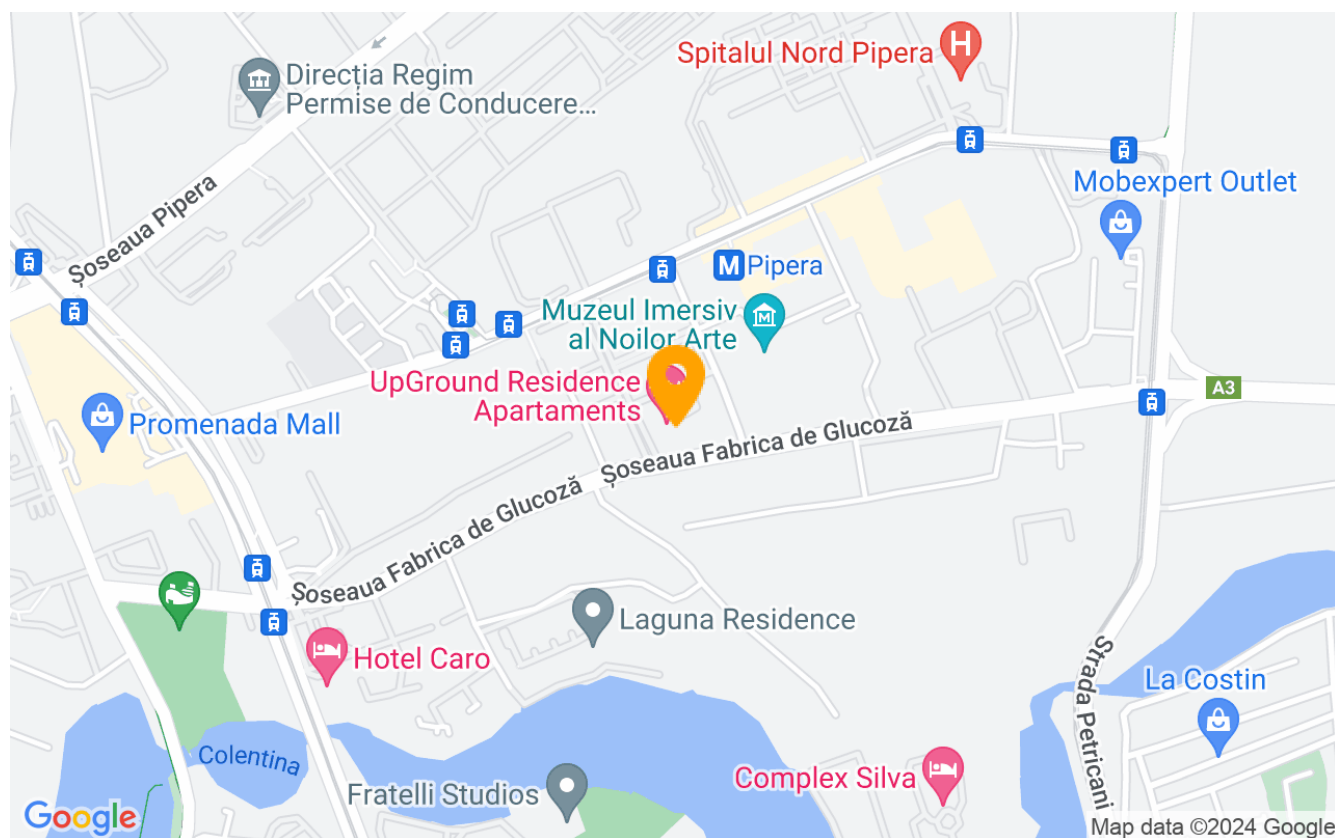 Spitalul Nord Pipera
H
Direcția Regim
Permise de Conducere...
Mobexpert Outlet
Șoseaua Pipera
M Pipera
Muzeul Imersiv
al Noilor Arte
M
UpGround Residence
Apartaments
A3
Promenada Mall
Șoseaua Fabrica de Glucoză
Șoseaua Fabrica de Glucoză
Laguna Residence
Hotel Caro
Strada Petricani
La Costin
Colentina
Complex Silva
Fratelli Studios
Google
Map data ©2024 Google